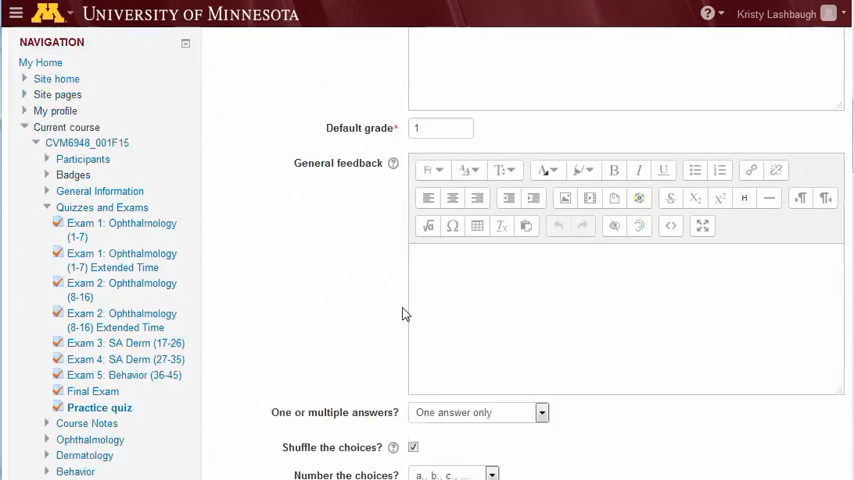 M UNIVERSITY OF MINNESOTA
? Kristy Lashbaugh
NAVIGATION
My Home
Site home
Site pages
My profile
Current course
CVM6948_001F15
Participants
Badges
General Information
Quizzes and Exams
Exam 1: Ophthalmology
(1-7)
Exam 1: Ophthalmology
(1-7) Extended Time
Exam 2: Ophthalmology
(8-16)
Exam 2: Ophthalmology
(8-16) Extended Time
Exam 3: SA Derm (17-26)
Exam 4: SA Derm (27-35)
Exam 5: Behavior (36-45)
Final Exam
Practice quiz
Course Notes
Ophthalmology
Dermatology
Behavior
Default grade* 1
General feedback ?
B I U
S X₂ X² H
Ω
One or multiple answers? One answer only
Shuffle the choices? ?
Number the choices? a., b., c., ...